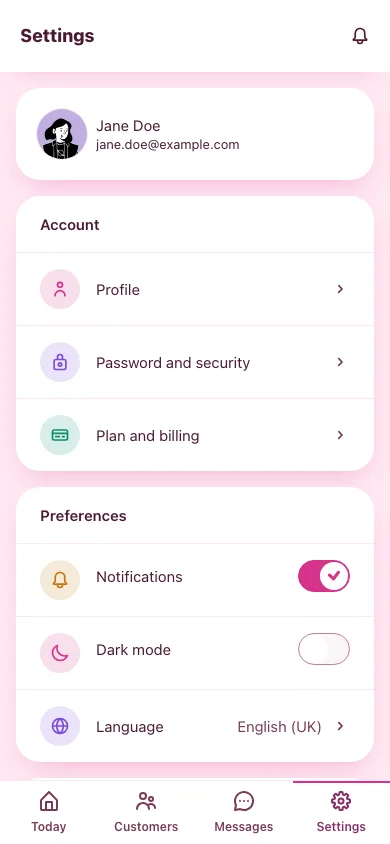 Settings
Jane Doe
jane.doe@example.com
Account
Profile
Password and security
Plan and billing
Preferences
Notifications
Dark mode
Language English (UK)
Today Customers Messages Settings